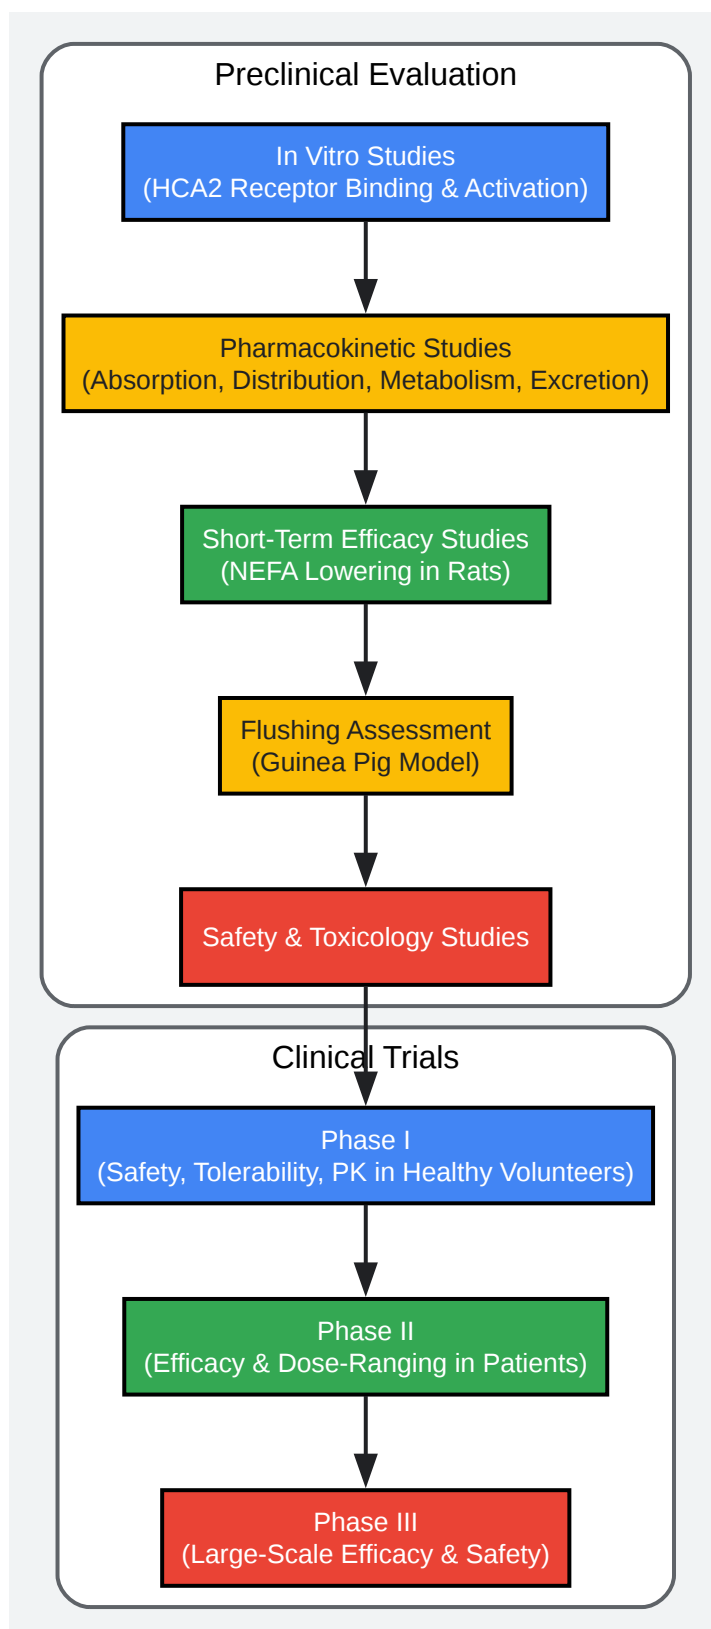 Preclinical Evaluation
In Vitro Studies
(HCA2 Receptor Binding & Activation)
Pharmacokinetic Studies
(Absorption, Distribution, Metabolism, Excretion)
Short-Term Efficacy Studies
(NEFA Lowering in Rats)
Flushing Assessment
(Guinea Pig Model)
Safety & Toxicology Studies
Clinical Trials
Phase I
(Safety, Tolerability, PK in Healthy Volunteers)
Phase II
(Efficacy & Dose-Ranging in Patients)
Phase III
(Large-Scale Efficacy & Safety)